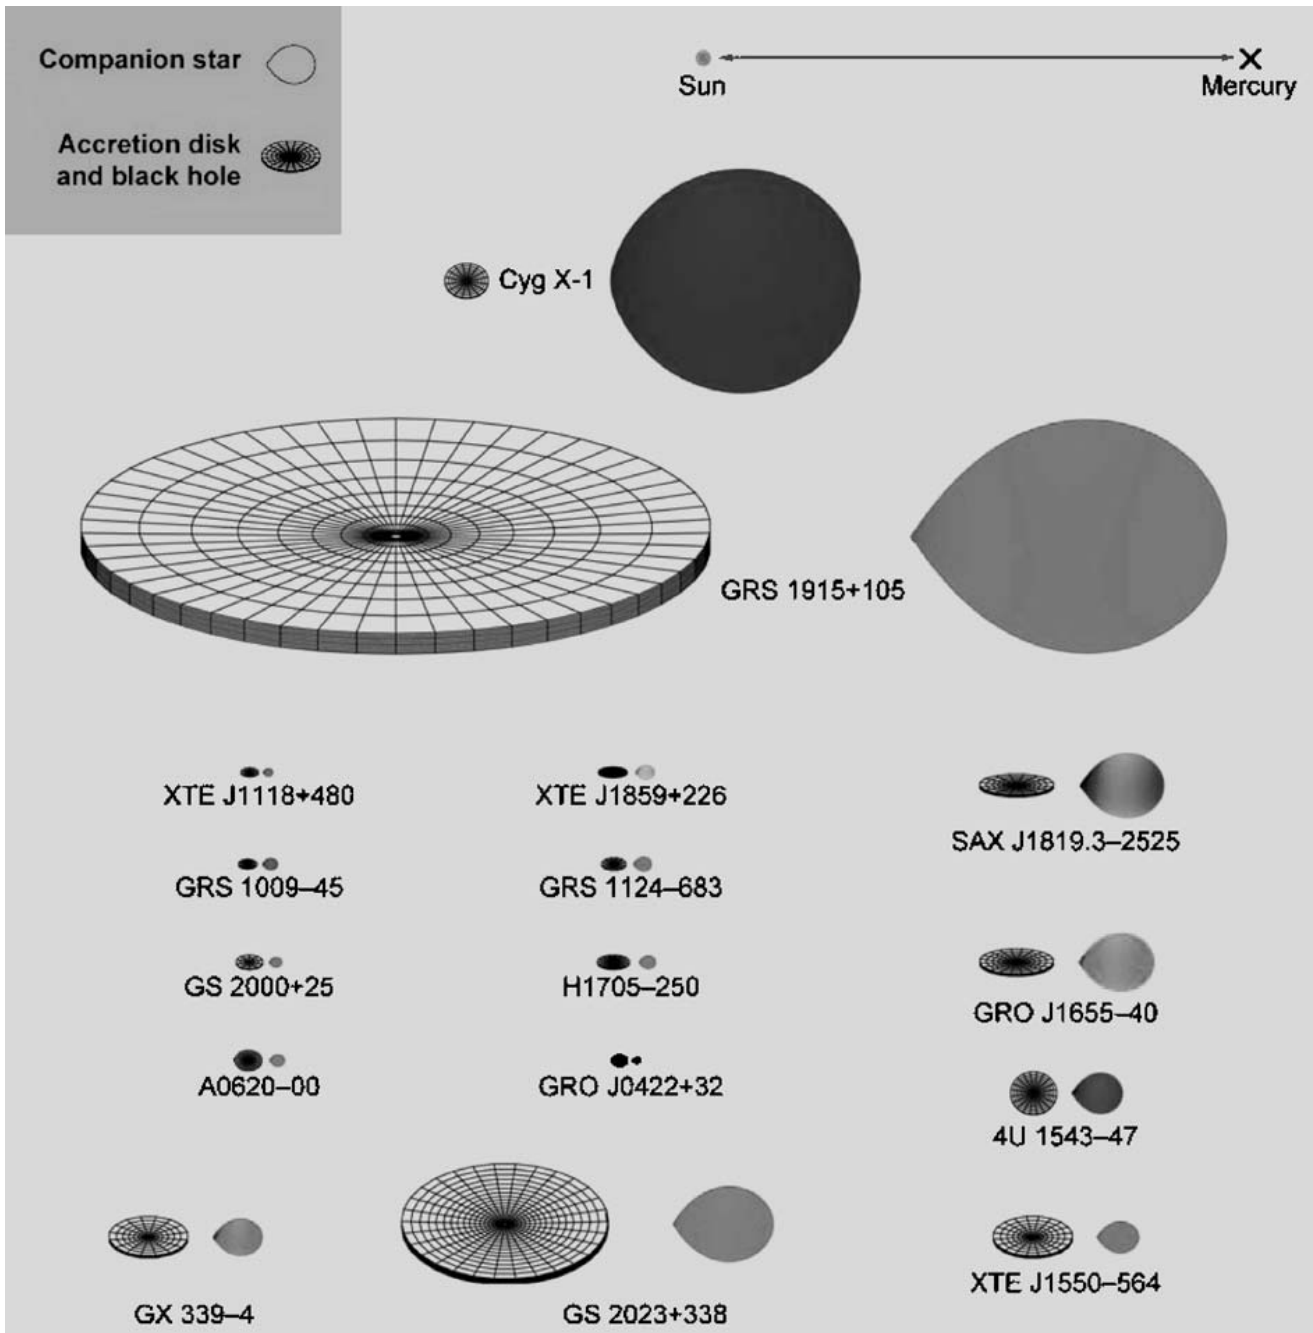 Companion star
Accretion disk
and black hole
Sun
Mercury
Cyg X-1
GRS 1915+105
XTE J1118+480
XTE J1859+226
SAX J1819.3–2525
GRS 1009–45
GRS 1124–683
GS 2000+25
H1705–250
GRO J1655–40
A0620–00
GRO J0422+32
4U 1543–47
GX 339–4
GS 2023+338
XTE J1550–564